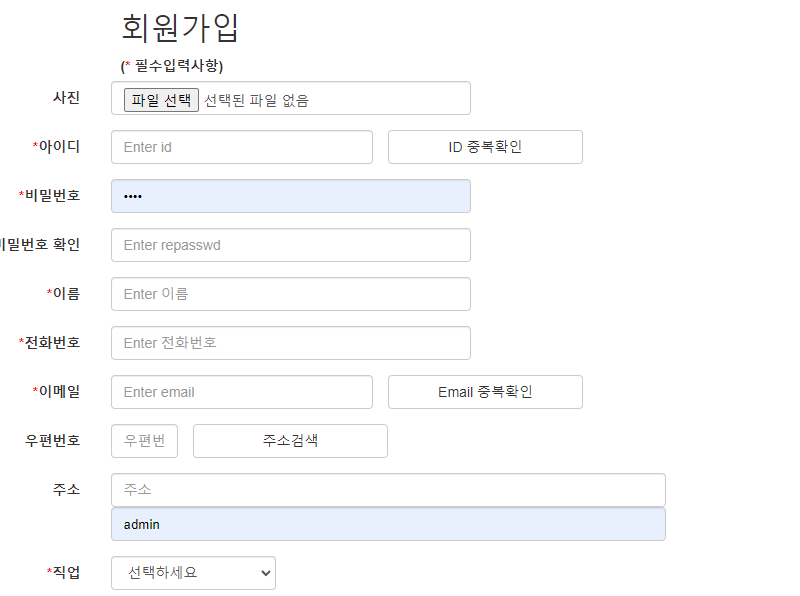 회원가입
(* 필수입력사항)
사진 파일 선택 선택된 파일 없음
*아이디 Enter id ID 중복확인
*비밀번호 ••••
비밀번호 확인 Enter repasswd
*이름 Enter 이름
*전화번호 Enter 전화번호
*이메일 Enter email Email 중복확인
우편번호 우편번 주소검색
주소 주소
admin
*직업 선택하세요